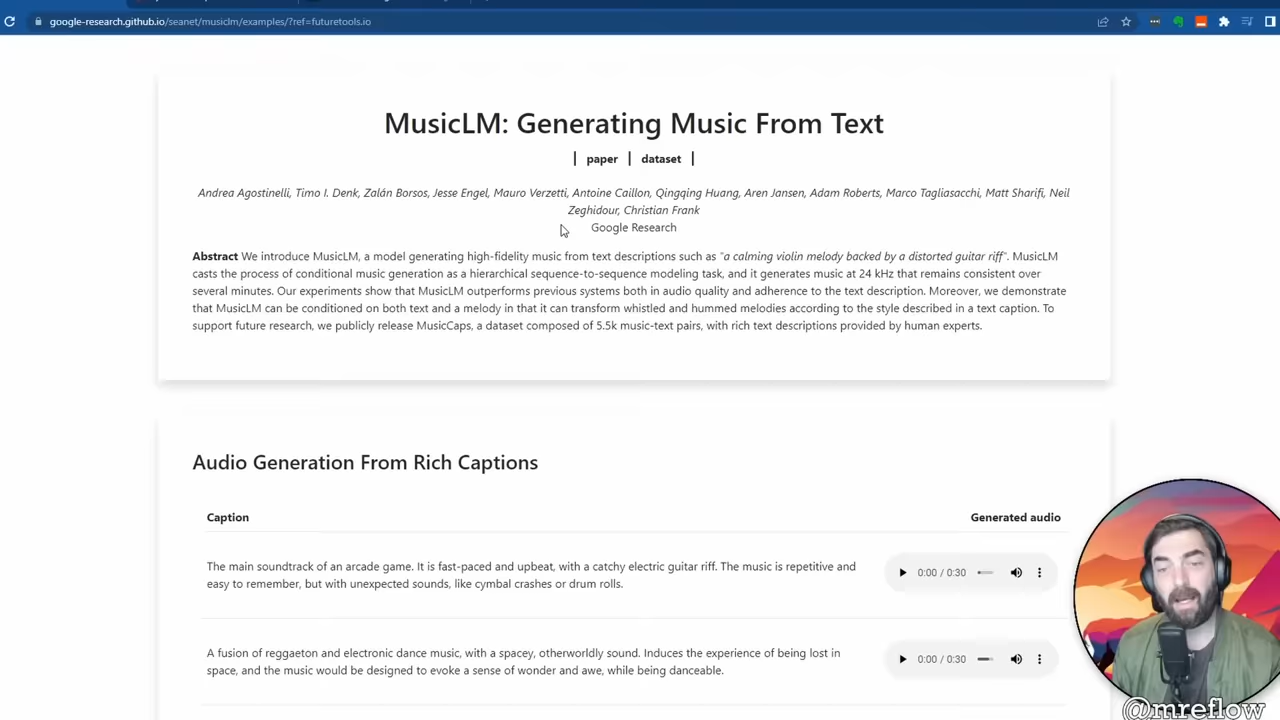 google-research.github.io/seanet/musiclm/examples/?ref=futuretools.io
MusicLM: Generating Music From Text
| paper | dataset |
Andrea Agostinelli, Timo I. Denk, Zalán Borsos, Jesse Engel, Mauro Verzetti, Antoine Caillon, Qingqing Huang, Aren Jansen, Adam Roberts, Marco Tagliasacchi, Matt Sharifi, Neil
Zeghidour, Christian Frank
Google Research
Abstract We introduce MusicLM, a model generating high-fidelity music from text descriptions such as "a calming violin melody backed by a distorted guitar riff". MusicLM
casts the process of conditional music generation as a hierarchical sequence-to-sequence modeling task, and it generates music at 24 kHz that remains consistent over
several minutes. Our experiments show that MusicLM outperforms previous systems both in audio quality and adherence to the text description. Moreover, we demonstrate
that MusicLM can be conditioned on both text and a melody in that it can transform whistled and hummed melodies according to the style described in a text caption. To
support future research, we publicly release MusicCaps, a dataset composed of 5.5k music-text pairs, with rich text descriptions provided by human experts.
Audio Generation From Rich Captions
Caption Generated audio
The main soundtrack of an arcade game. It is fast-paced and upbeat, with a catchy electric guitar riff. The music is repetitive and
easy to remember, but with unexpected sounds, like cymbal crashes or drum rolls.
0:00 / 0:30
A fusion of reggaeton and electronic dance music, with a spacey, otherworldly sound. Induces the experience of being lost in
space, and the music would be designed to evoke a sense of wonder and awe, while being danceable.
0:00 / 0:30
@mreflow